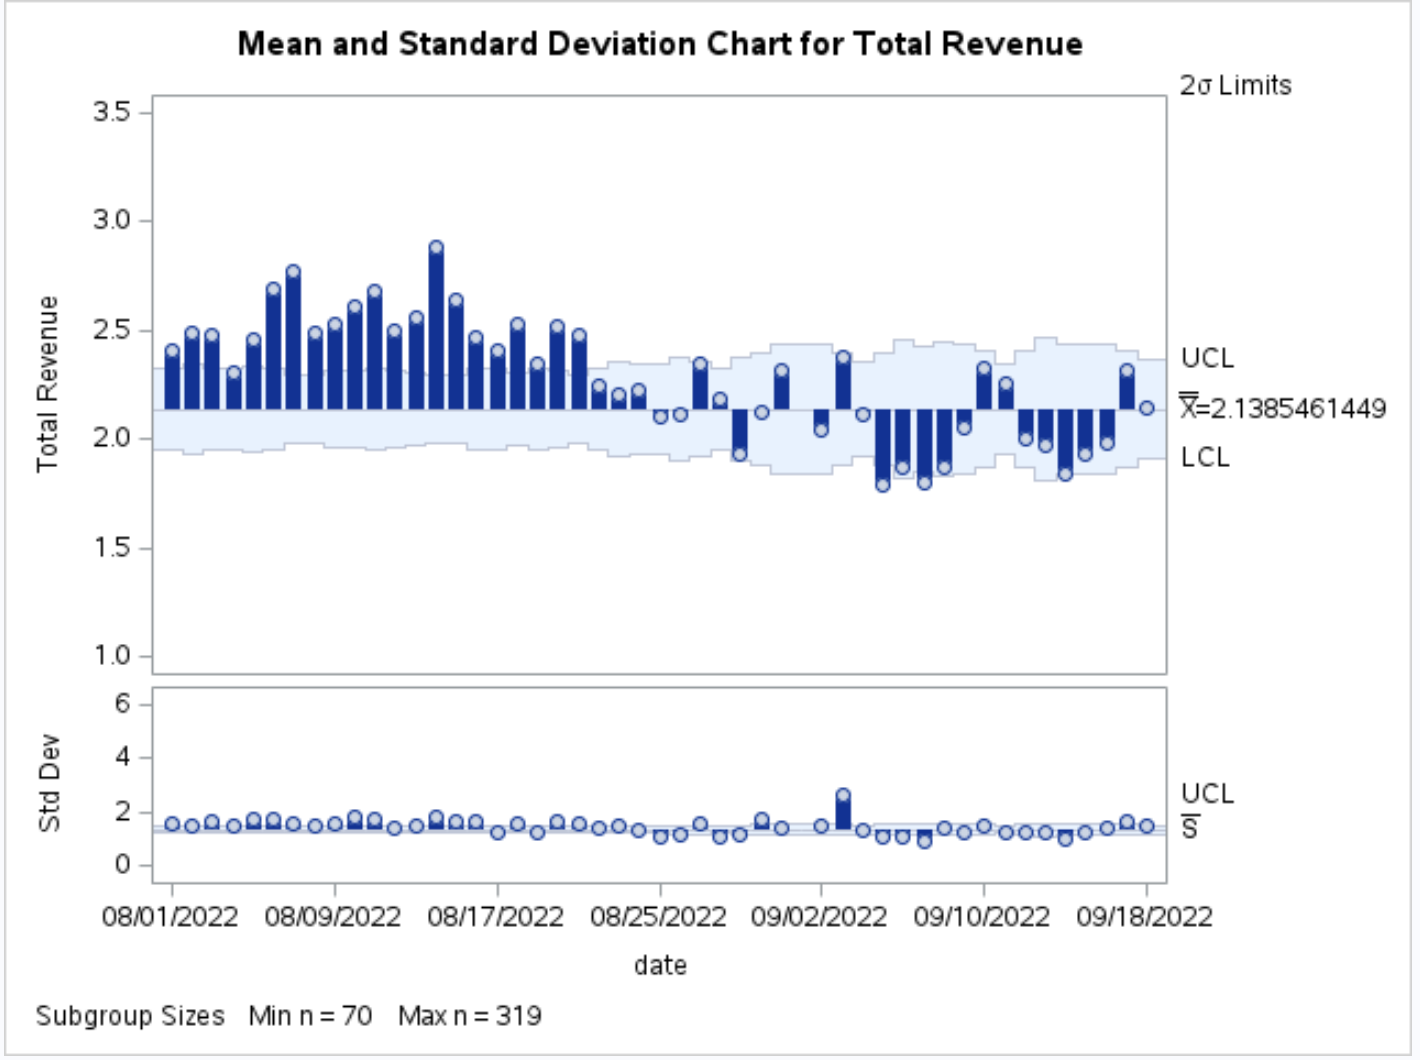 Mean and Standard Deviation Chart for Total Revenue
2σ Limits
3.5
3.0
2.5
2.0
1.5
1.0
Total Revenue
UCL
X̿=2.1385461449
LCL
6
4
2
0
Std Dev
UCL
S̅
08/01/2022 08/09/2022 08/17/2022 08/25/2022 09/02/2022 09/10/2022 09/18/2022
date
Subgroup Sizes Min n = 70 Max n = 319